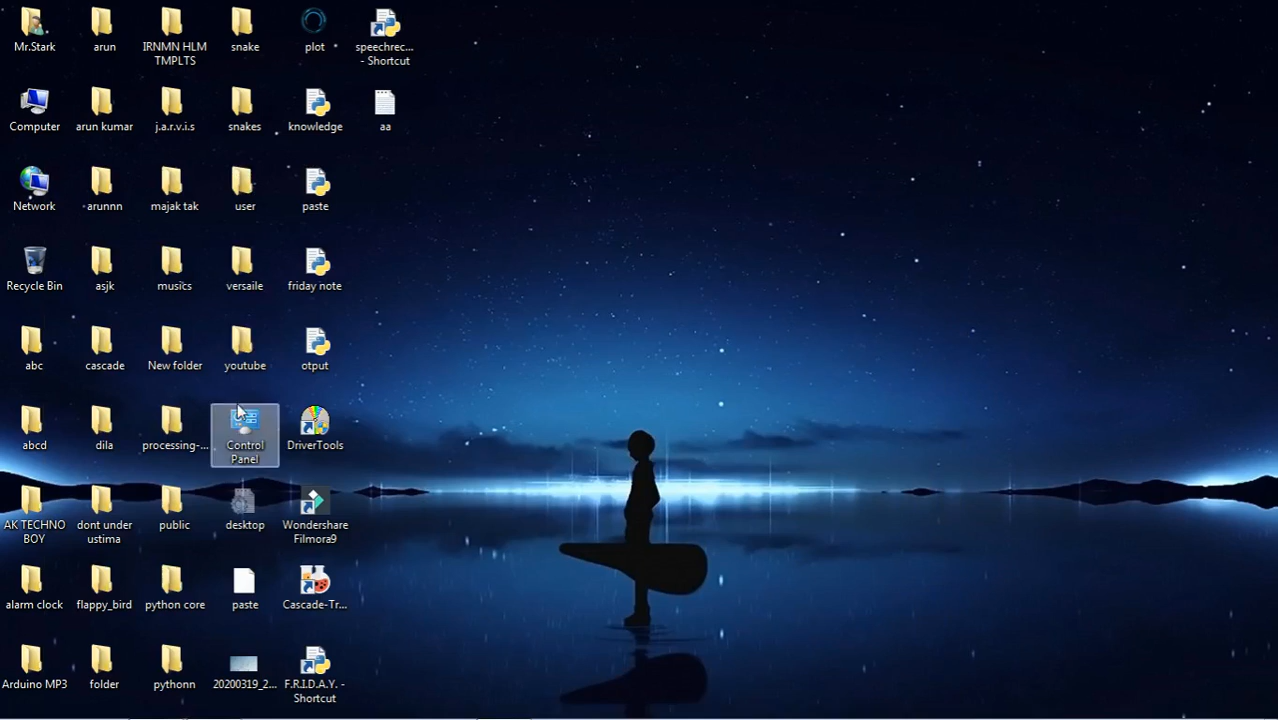 Mr.Stark
arun
IRNMN HLM
TMPLTS
snake
plot
speechrec...
- Shortcut
Computer
arun kumar
j.a.r.v.i.s
snakes
knowledge
aa
Network
arunnn
majak tak
user
paste
Recycle Bin
asjk
musics
versaile
friday note
abc
cascade
New folder
youtube
otput
abcd
dila
processing-...
Control
Panel
DriverTools
AK TECHNO
BOY
dont under
ustima
public
desktop
Wondershare
Filmora9
alarm clock
flappy_bird
python core
paste
Cascade-Tr...
Arduino MP3
folder
pythonn
20200319_2...
F.R.I.D.A.Y. -
Shortcut